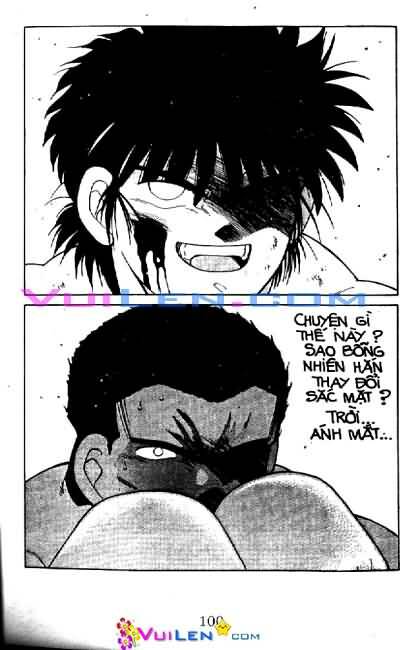 VuiLen.com
CHUYỆN GÌ
THẾ NÀY?
SAO BỖNG
NHIÊN HẮN
THAY ĐỔI
SẮC MẶT?
TRỜI...
ÁNH MẮT...
100
VuiLen.com